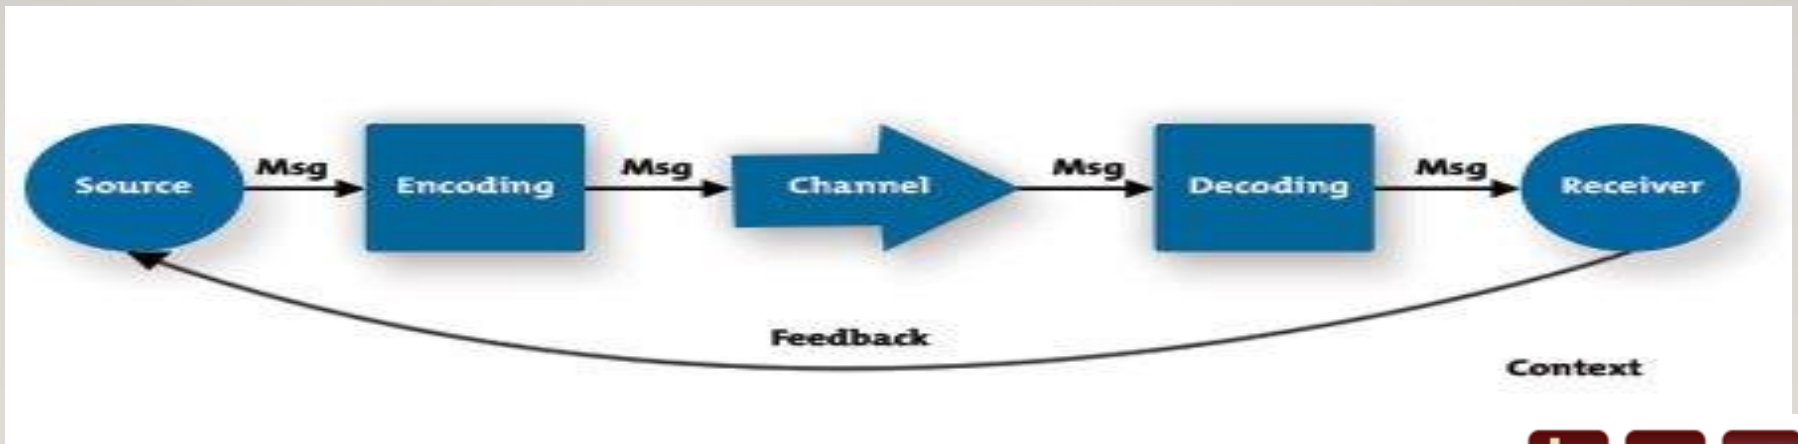 Source
Msg
Encoding
Msg
Channel
Msg
Decoding
Msg
Receiver
Feedback
Context